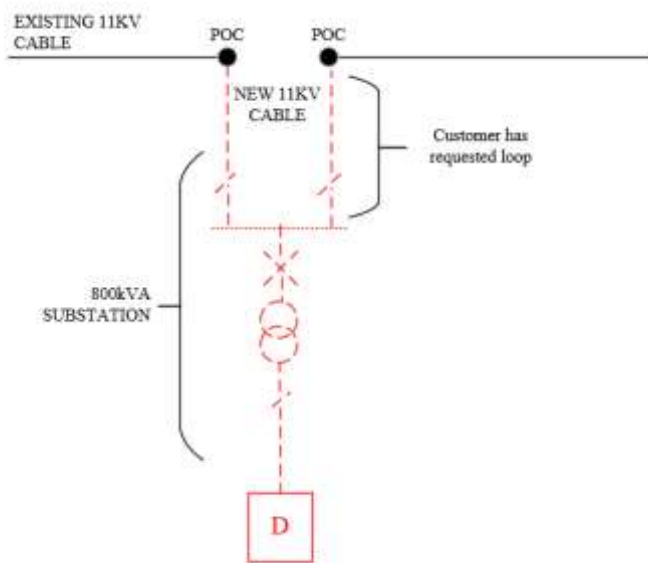 EXISTING 11KV
CABLE
POC
POC
NEW 11KV
CABLE
Customer has
requested loop
800kVA
SUBSTATION
D